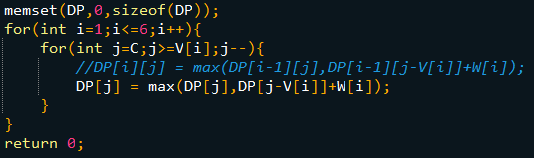 memset(DP,0,sizeof(DP));
for(int i=1;i<=6;i++){
    for(int j=C;j>=V[i];j--){
        //DP[i][j] = max(DP[i-1][j],DP[i-1][j-V[i]]+W[i]);
        DP[j] = max(DP[j],DP[j-V[i]]+W[i]);
    }
}
return 0;